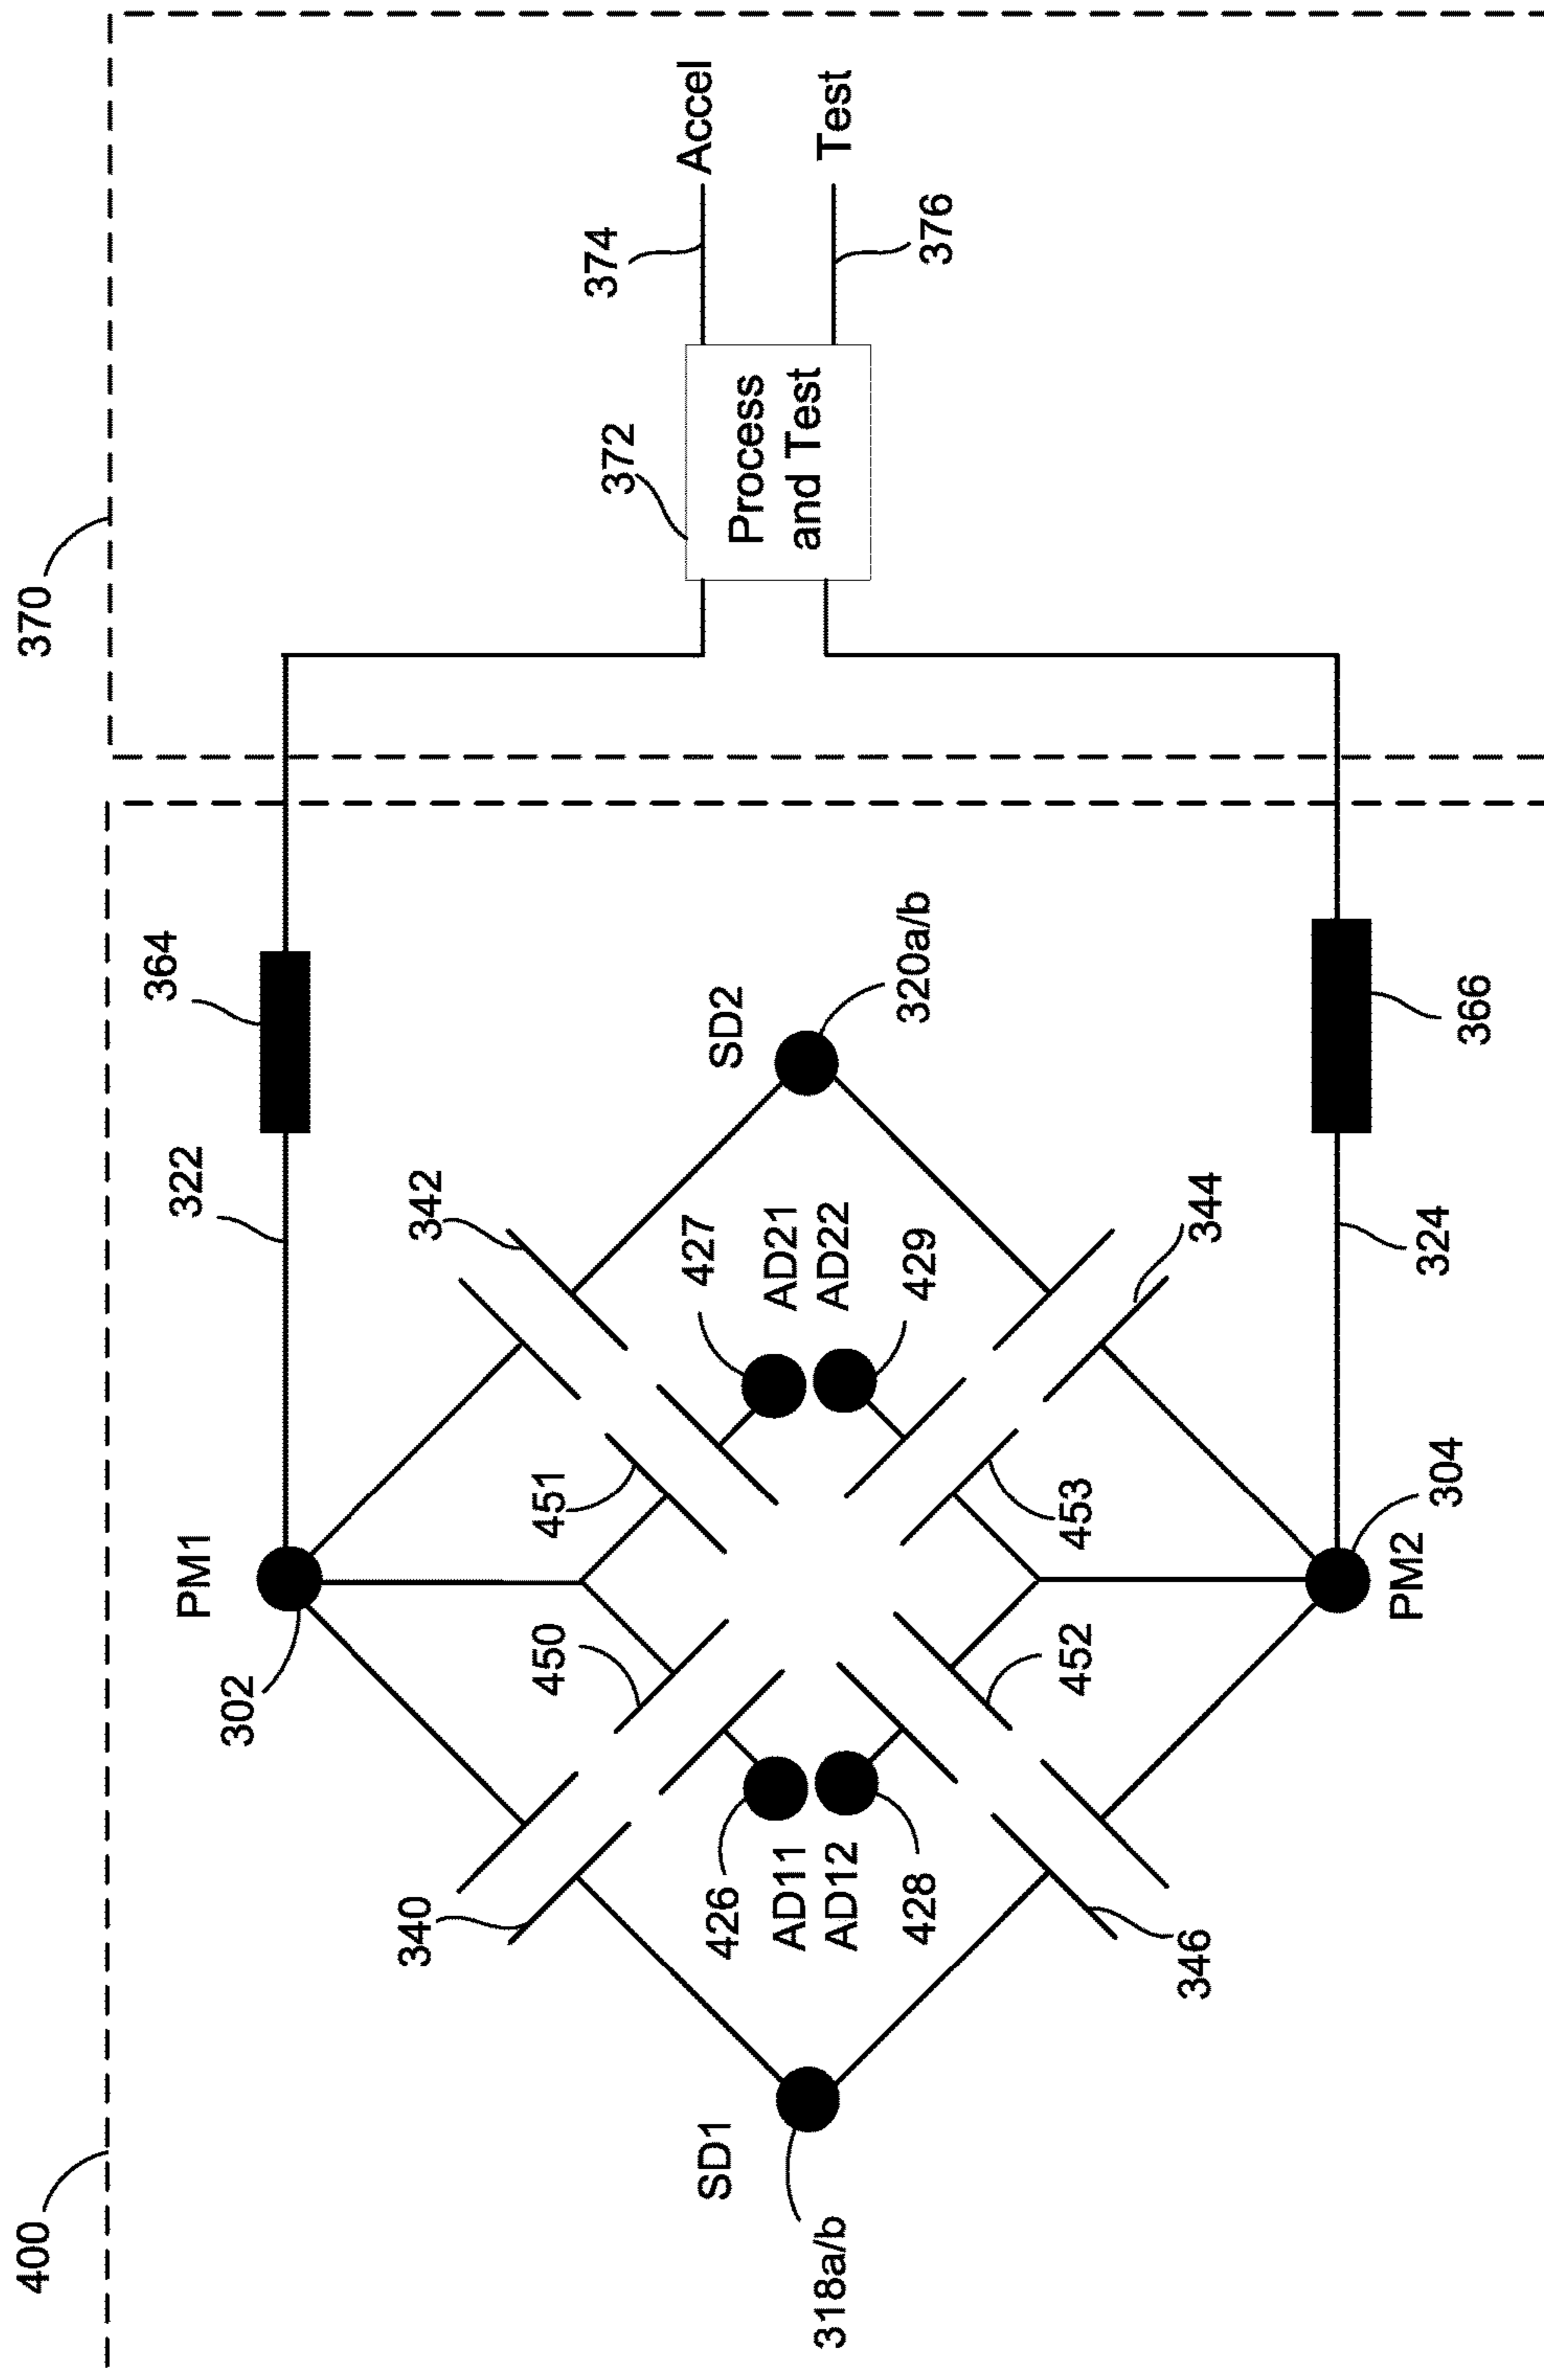 400
370
PM1
302
322
364
372
Process
and Test
374
Accel
Test
376
340
342
450
451
318a/b
SD1
426
AD11
AD12
428
427
AD21
AD22
429
SD2
320a/b
346
452
453
344
304
PM2
324
366